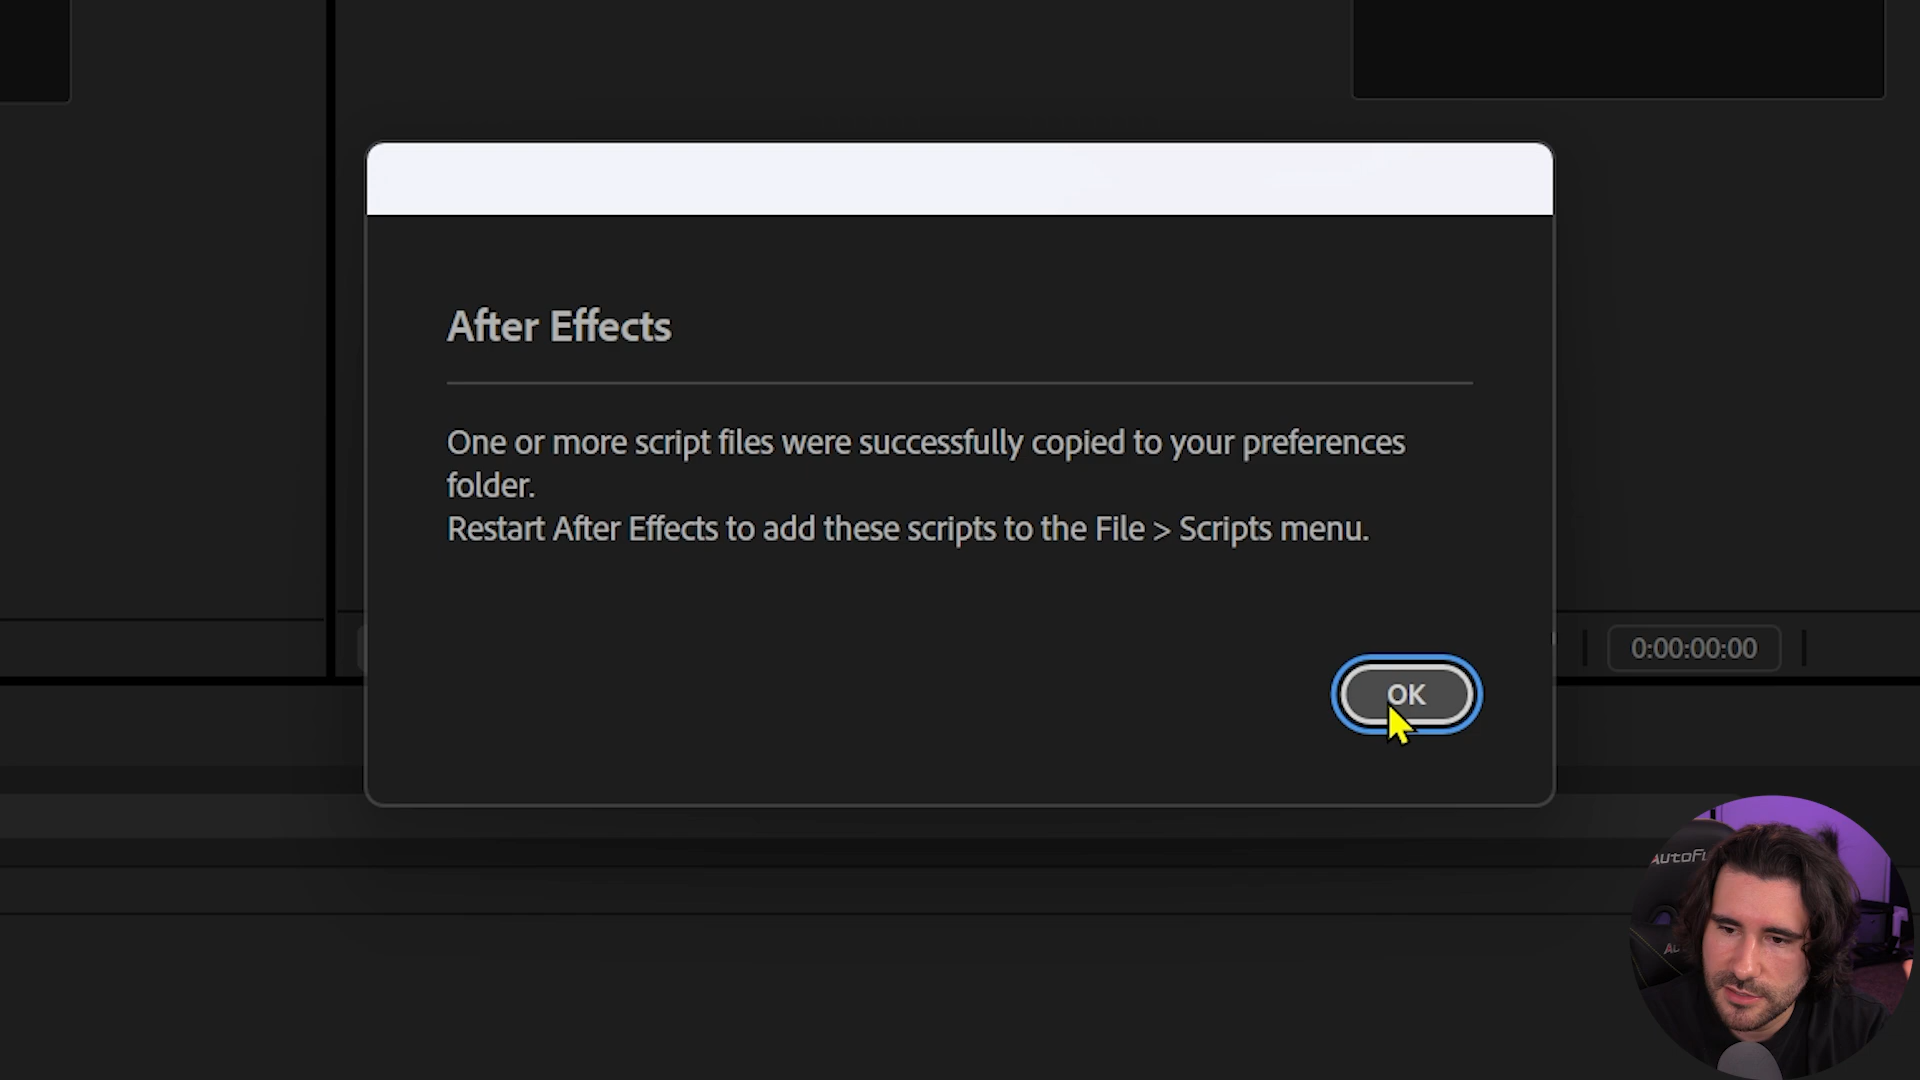 After Effects
One or more script files were successfully copied to your preferences
folder.
Restart After Effects to add these scripts to the File > Scripts menu.
OK
0:00:00:00